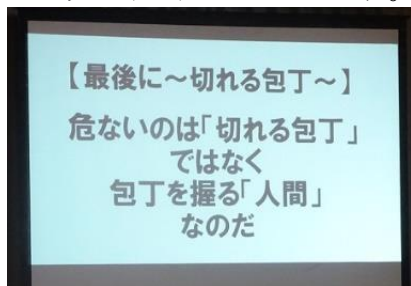 【最後に～切れる包丁～】
危ないのは「切れる包丁」
ではなく
包丁を握る「人間」
なのだ